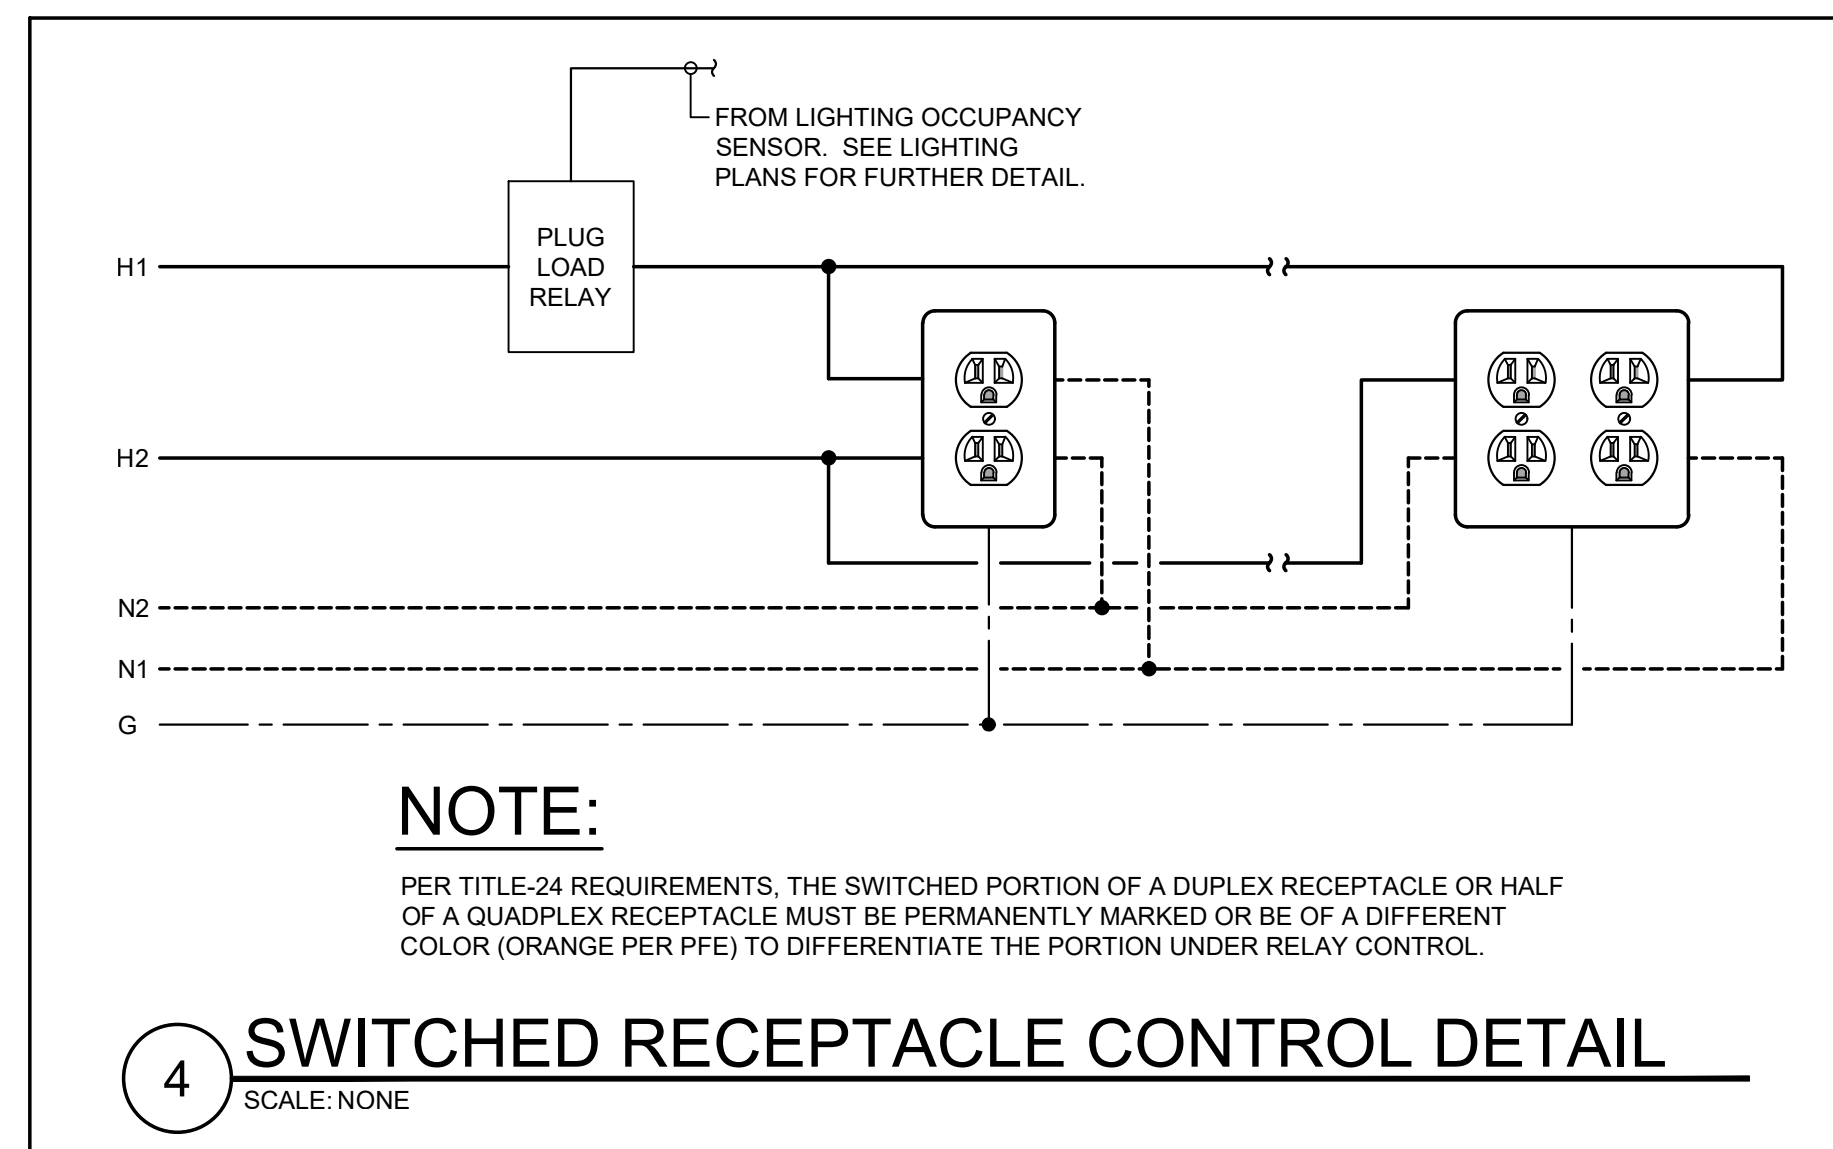 FROM LIGHTING OCCUPANCY
SENSOR. SEE LIGHTING
PLANS FOR FURTHER DETAIL.
PLUG
LOAD
RELAY
H1
H2
N2
N1
G
NOTE:
PER TITLE-24 REQUIREMENTS, THE SWITCHED PORTION OF A DUPLEX RECEPTACLE OR HALF
OF A QUADPLEX RECEPTACLE MUST BE PERMANENTLY MARKED OR BE OF A DIFFERENT
COLOR (ORANGE PER PFE) TO DIFFERENTIATE THE PORTION UNDER RELAY CONTROL.
4
SWITCHED RECEPTACLE CONTROL DETAIL
SCALE: NONE